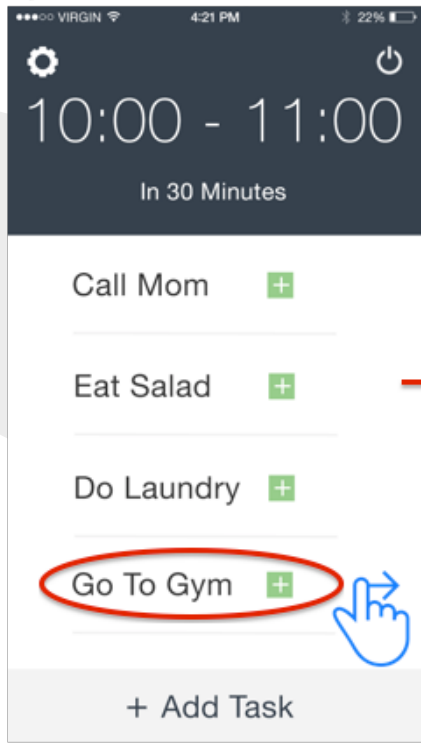 VIRGIN 4:21 PM 22%
10:00 - 11:00
In 30 Minutes
Call Mom +
Eat Salad +
Do Laundry +
Go To Gym +
+ Add Task